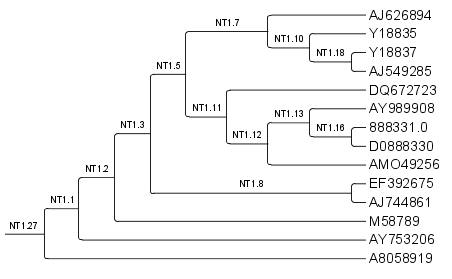 AJ626894
NT1.7
Y18835
NT1.10
Y18837
NT1.18
NT1.5
AJ549285
DQ672723
AY989908
NT1.11
NT1.13
888331.0
NT1.3
NT1.16
NT1.12
D0888330
AMO49256
NT1.2
EF392675
NT1.8
NT1.1
AJ744861
M58789
NT1.27
AY753206
A8058919